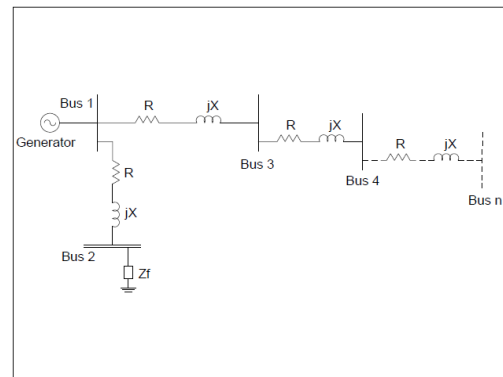 Bus 1
R
jX
Generator
R
jX
Bus 3
R
jX
Bus 4
R
jX
Bus n
Bus 2
Zf